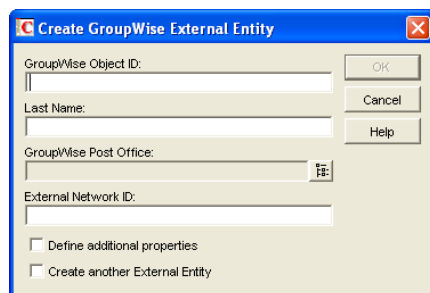 Create GroupWise External Entity
GroupWise Object ID:
OK
Last Name:
Cancel
Help
GroupWise Post Office:
External Network ID:
Define additional properties
Create another External Entity